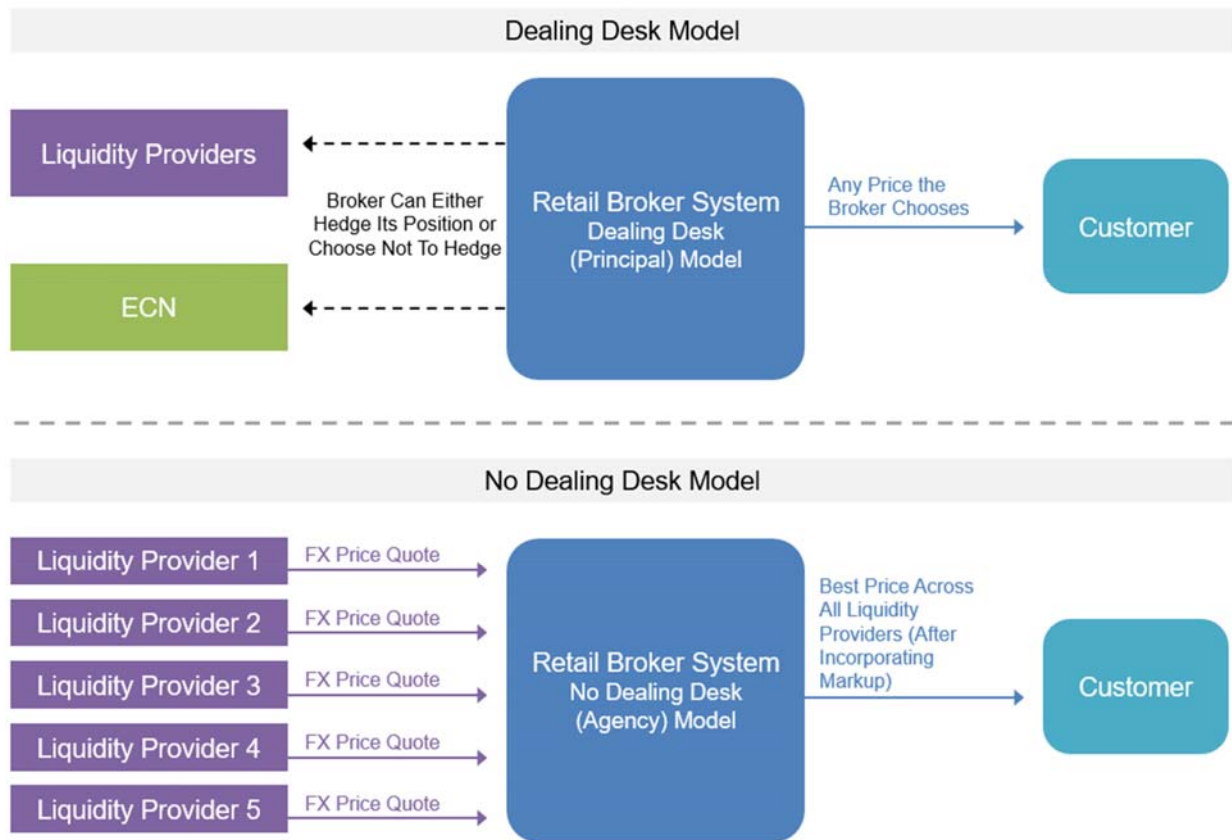 Dealing Desk Model
Liquidity Providers
ECN
Broker Can Either
Hedge Its Position or
Choose Not To Hedge
Retail Broker System
Dealing Desk
(Principal) Model
Any Price the
Broker Chooses
Customer
No Dealing Desk Model
Liquidity Provider 1
FX Price Quote
Liquidity Provider 2
FX Price Quote
Liquidity Provider 3
FX Price Quote
Liquidity Provider 4
FX Price Quote
Liquidity Provider 5
FX Price Quote
Retail Broker System
No Dealing Desk
(Agency) Model
Best Price Across
All Liquidity
Providers (After
Incorporating
Markup)
Customer